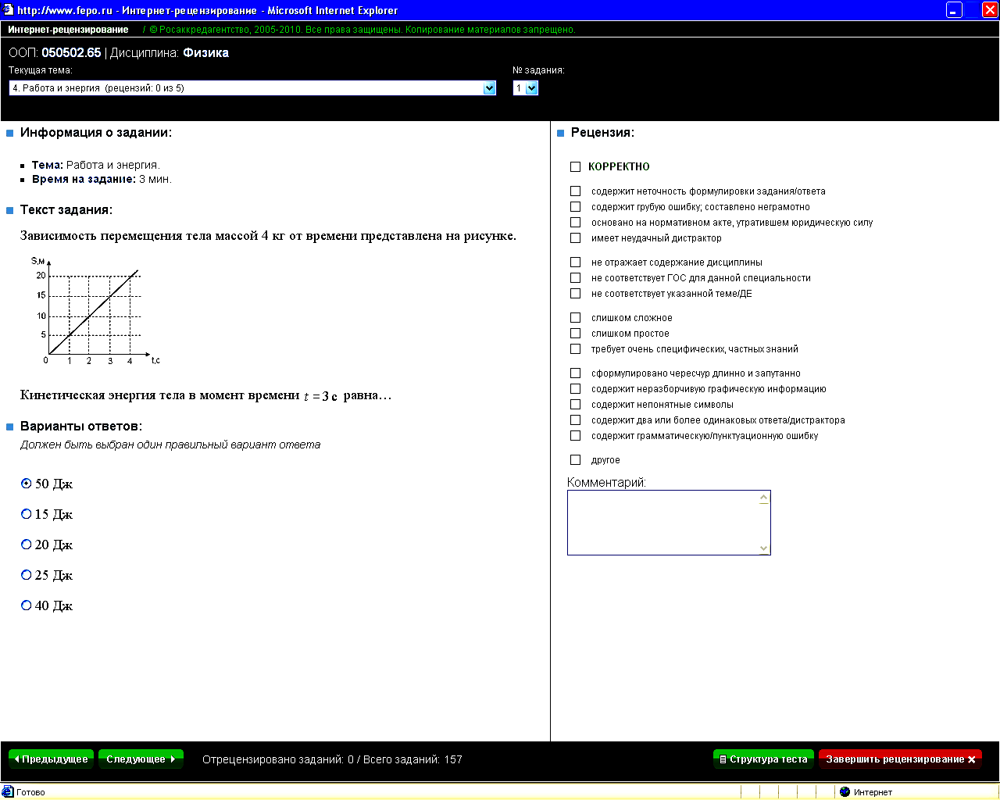 http://www.fepo.ru - Интернет-рецензирование - Microsoft Internet Explorer
Интернет-рецензирование / © Росаккредагентство, 2005-2010. Все права защищены. Копирование материалов запрещено.
ООП: 050502.65 | Дисциплина: Физика
Текущая тема: № задания:
4. Работа и энергия (рецензий: 0 из 5) 1
Информация о задании:
Тема: Работа и энергия.
Время на задание: 3 мин.
Текст задания:
Зависимость перемещения тела массой 4 кг от времени представлена на рисунке.
S,м
20
15
10
5
0 1 2 3 4 t,c
Кинетическая энергия тела в момент времени t = 3 с равна…
Варианты ответов:
Должен быть выбран один правильный вариант ответа
50 Дж
15 Дж
20 Дж
25 Дж
40 Дж
Рецензия:
КОРРЕКТНО
содержит неточность формулировки задания/ответа
содержит грубую ошибку; составлено неграмотно
основано на нормативном акте, утратившем юридическую силу
имеет неудачный дистрактор
не отражает содержание дисциплины
не соответствует ГОС для данной специальности
не соответствует указанной теме/ДЕ
слишком сложное
слишком простое
требует очень специфических, частных знаний
сформулировано чересчур длинно и запутанно
содержит неразборчивую графическую информацию
содержит непонятные символы
содержит два или более одинаковых ответа/дистрактора
содержит грамматическую/пунктуационную ошибку
другое
Комментарий:
Предыдущее Следующее Отрецензировано заданий: 0 / Всего заданий: 157 Структура теста Завершить рецензирование
Готово Интернет